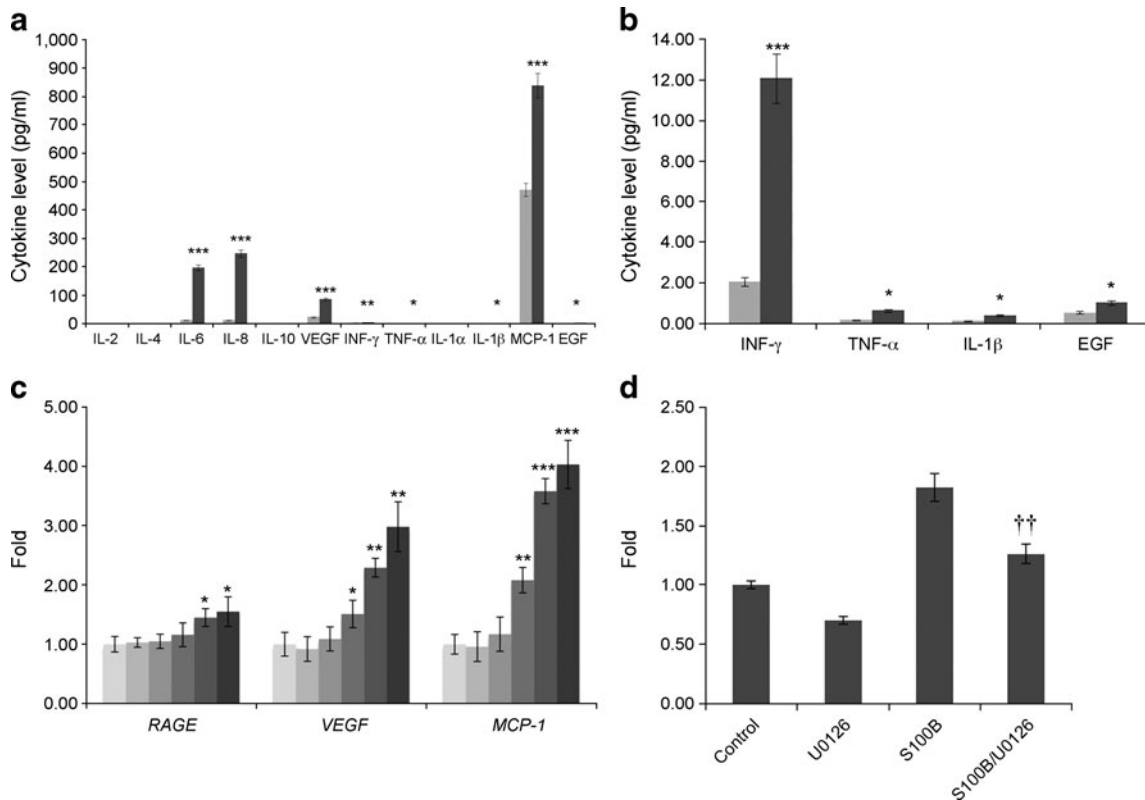 a
1,000
900
800
700
600
500
400
300
200
100
0
Cytokine level (pg/ml)
*** *** *** ** * * *** *
IL-2 IL-4 IL-6 IL-8 IL-10 VEGF INF-γ TNF-α IL-1α IL-1β MCP-1 EGF
b
14.00
12.00
10.00
8.00
6.00
4.00
2.00
0.00
Cytokine level (pg/ml)
*** * * *
INF-γ TNF-α IL-1β EGF
c
5.00
4.00
3.00
2.00
1.00
0.00
Fold
* * * ** ** ** *** ***
RAGE VEGF MCP-1
d
2.50
2.00
1.50
1.00
0.50
0.00
Fold
††
Control
U0126
S100B
S100B/U0126